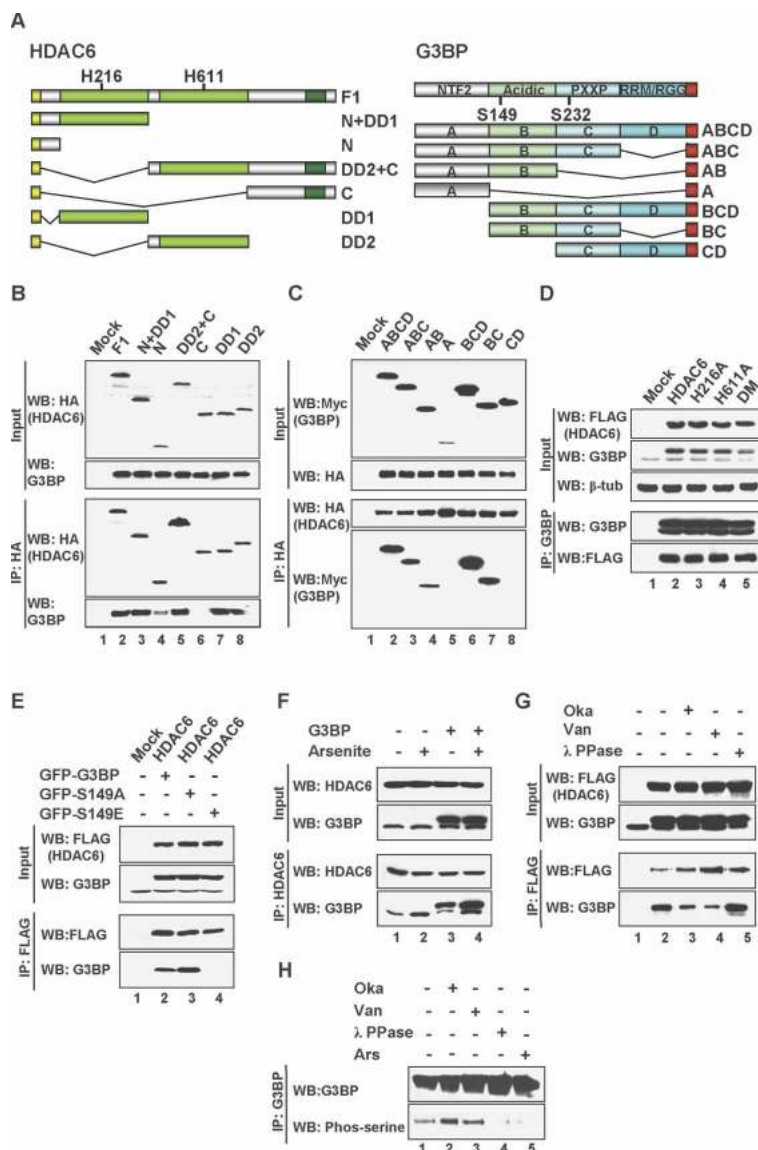 A
HDAC6
H216 H611
F1
N+DD1
N
DD2+C
C
DD1
DD2
G3BP
NTF2 Acidic PXXP RRM/RGG
S149 S232
A B C D ABCD
A B C ABC
A B AB
A A
B C D BCD
B C BC
C D CD
B
Mock F1 N+DD1 N DD2+C C DD1 DD2
Input
WB: HA (HDAC6)
WB: G3BP
IP: HA
WB: HA (HDAC6)
WB: G3BP
1 2 3 4 5 6 7 8
C
Mock ABCD ABC AB A BCD BC CD
Input
WB:Myc (G3BP)
WB: HA
IP: HA
WB: HA (HDAC6)
WB:Myc (G3BP)
1 2 3 4 5 6 7 8
D
Mock HDAC6 H216A H611A DM
Input
WB: FLAG (HDAC6)
WB: G3BP
WB: β-tub
IP: G3BP
WB: G3BP
WB:FLAG
1 2 3 4 5
E
Mock HDAC6 HDAC6 HDAC6
GFP-G3BP - + - -
GFP-S149A - - + -
GFP-S149E - - - +
Input
WB: FLAG (HDAC6)
WB: G3BP
IP: FLAG
WB:FLAG
WB: G3BP
1 2 3 4
F
G3BP - - + +
Arsenite - + - +
Input
WB: HDAC6
WB: G3BP
IP: HDAC6
WB: HDAC6
WB: G3BP
1 2 3 4
G
Oka - - + - -
Van - - - + -
λ PPase - - - - +
Input
WB: FLAG (HDAC6)
WB: G3BP
IP: FLAG
WB:FLAG
WB: G3BP
1 2 3 4 5
H
Oka - + - - -
Van - - + - -
λ PPase - - - + -
Ars - - - - +
IP: G3BP
WB:G3BP
WB: Phos-serine
1 2 3 4 5